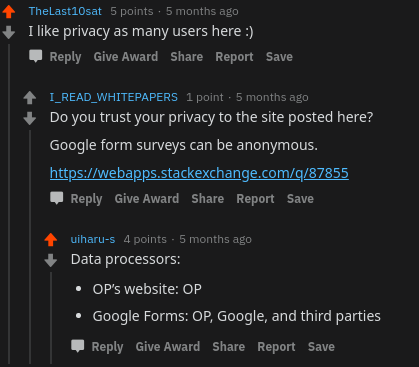 TheLast10sat 5 points · 5 months ago
I like privacy as many users here :)
Reply Give Award Share Report Save
I_READ_WHITEPAPERS 1 point · 5 months ago
Do you trust your privacy to the site posted here?
Google form surveys can be anonymous.
https://webapps.stackexchange.com/q/87855
Reply Give Award Share Report Save
uiharu-s 4 points · 5 months ago
Data processors:
• OP’s website: OP
• Google Forms: OP, Google, and third parties
Reply Give Award Share Report Save